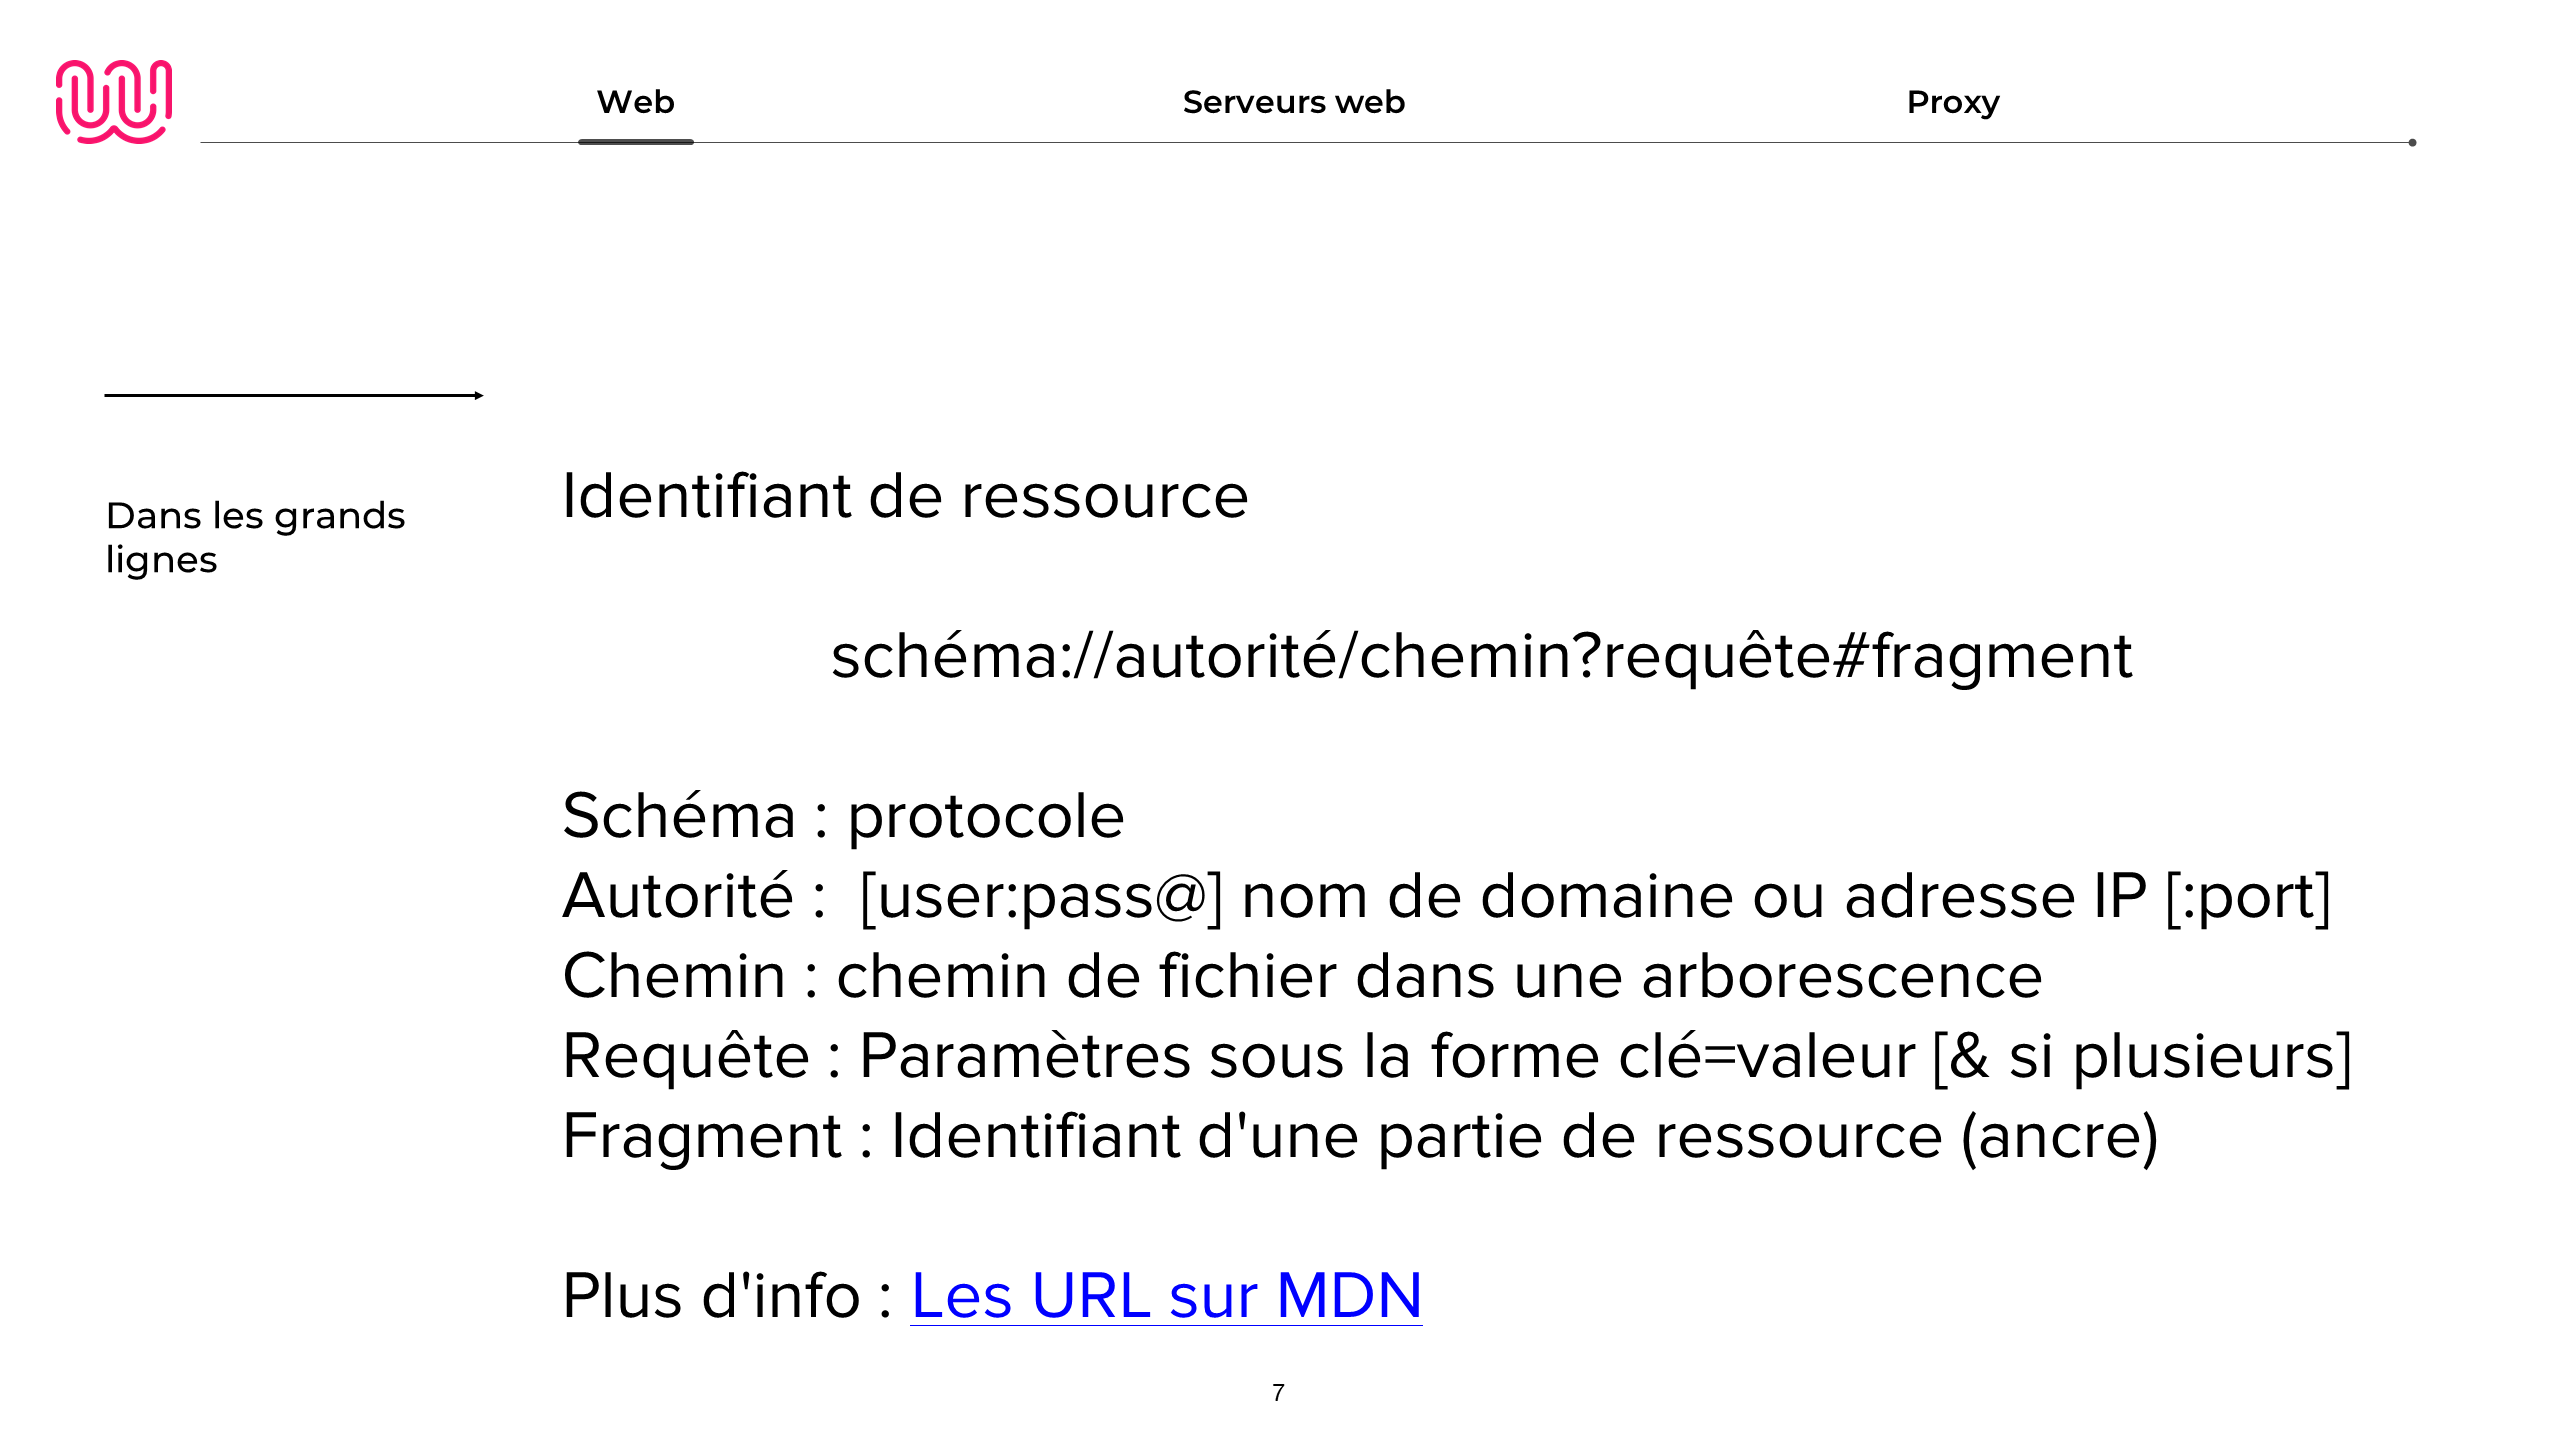 Web
Serveurs web
Proxy
Dans les grands
lignes
Identifiant de ressource
schéma://autorité/chemin?requête#fragment
Schéma : protocole
Autorité :  [user:pass@] nom de domaine ou adresse IP [:port]
Chemin : chemin de fichier dans une arborescence
Requête : Paramètres sous la forme clé=valeur [& si plusieurs]
Fragment : Identifiant d'une partie de ressource (ancre)
Plus d'info : Les URL sur MDN
7